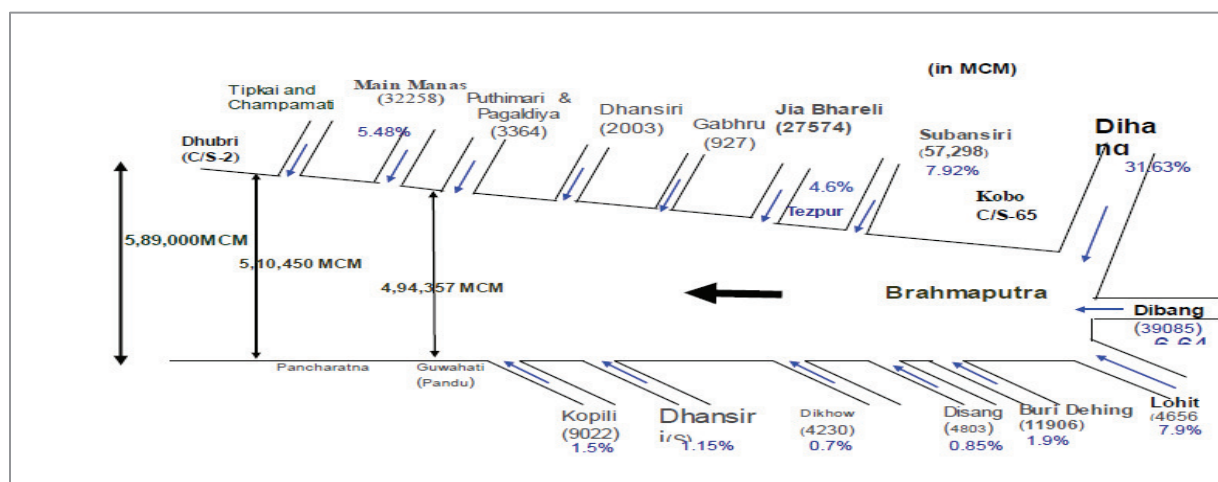 (in MCM)
Tipkai and
Champamati
Main Manas
(32258)
5.48%
Puthimari &
Pagaldiya
(3364)
Dhansiri
(2003)
Gabhru
(927)
Jia Bhareli
(27574)
4.6%
Tezpur
Subansiri
(57,298)
7.92%
Kobo
C/S-65
Diha
31.63%
Dhubri
(C/S-2)
5,89,000MCM
5,10,450 MCM
4,94,357 MCM
Brahmaputra
Dibang
(39085)
Pancharatna
Guwahati
(Pandu)
Kopili
(9022)
1.5%
Dhansir
1.15%
Dikhow
(4230)
0.7%
Disang
(4803)
0.85%
Buri Dehing
(11906)
1.9%
Lohit
(4656
7.9%